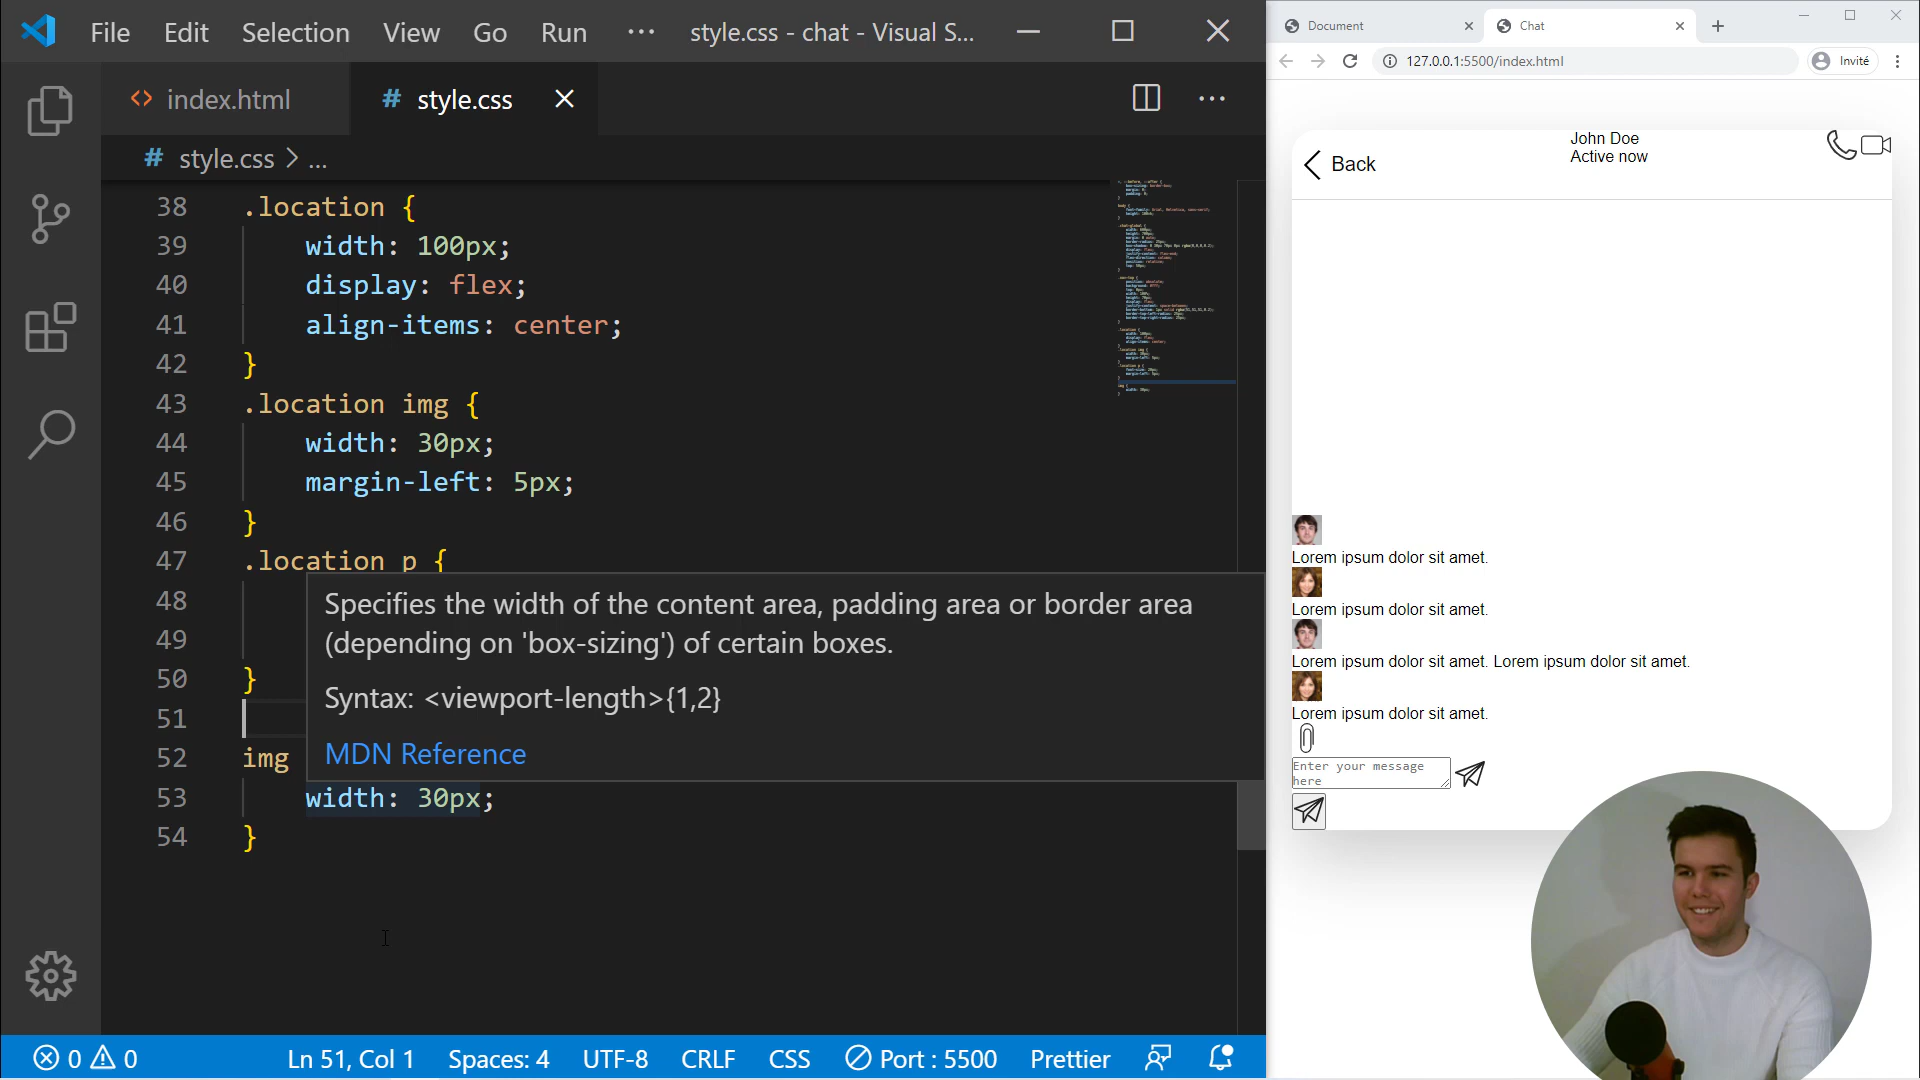 File Edit Selection View Go Run ··· style.css - chat - Visual S...
index.html
# style.css
# style.css > ...
38 .location {
39 width: 100px;
40 display: flex;
41 align-items: center;
42 }
43 .location img {
44 width: 30px;
45 margin-left: 5px;
46 }
47 .location p {
48
49
50 }
51
52 img
53 width: 30px;
54 }
Specifies the width of the content area, padding area or border area
(depending on 'box-sizing') of certain boxes.
Syntax: <viewport-length>{1,2}
MDN Reference
0 0 Ln 51, Col 1 Spaces: 4 UTF-8 CRLF CSS Port : 5500 Prettier
Document Chat
127.0.0.1:5500/index.html Invité
John Doe
Active now
Back
Lorem ipsum dolor sit amet.
Lorem ipsum dolor sit amet.
Lorem ipsum dolor sit amet. Lorem ipsum dolor sit amet.
Lorem ipsum dolor sit amet.
Enter your message
here